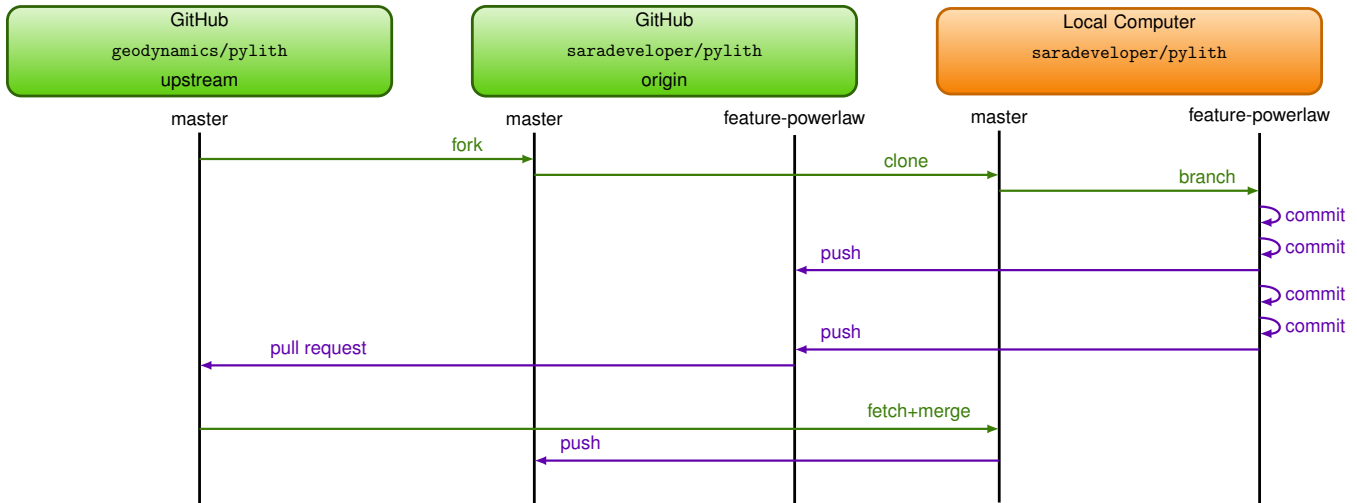 GitHub
geodynamics/pylith
upstream
GitHub
saradeveloper/pylith
origin
Local Computer
saradeveloper/pylith
master
master
feature-powerlaw
master
feature-powerlaw
fork
clone
branch
commit
commit
push
commit
commit
push
pull request
fetch+merge
push